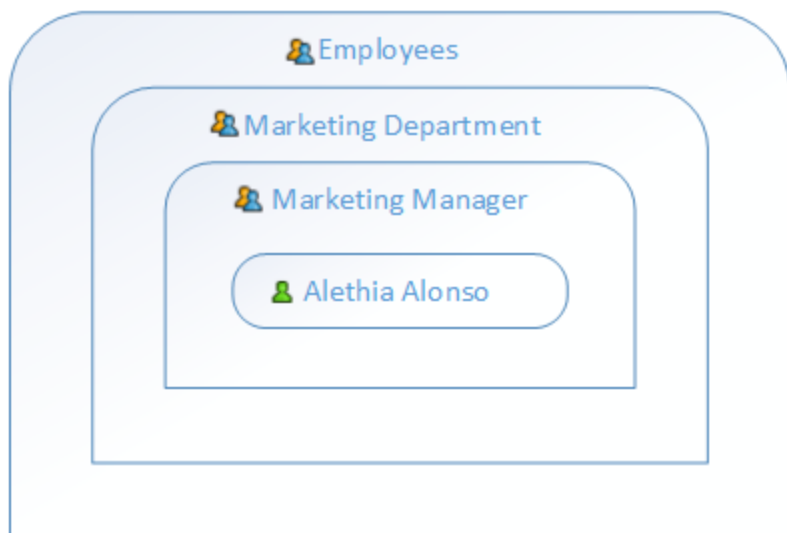 Employees
Marketing Department
Marketing Manager
Alethia Alonso